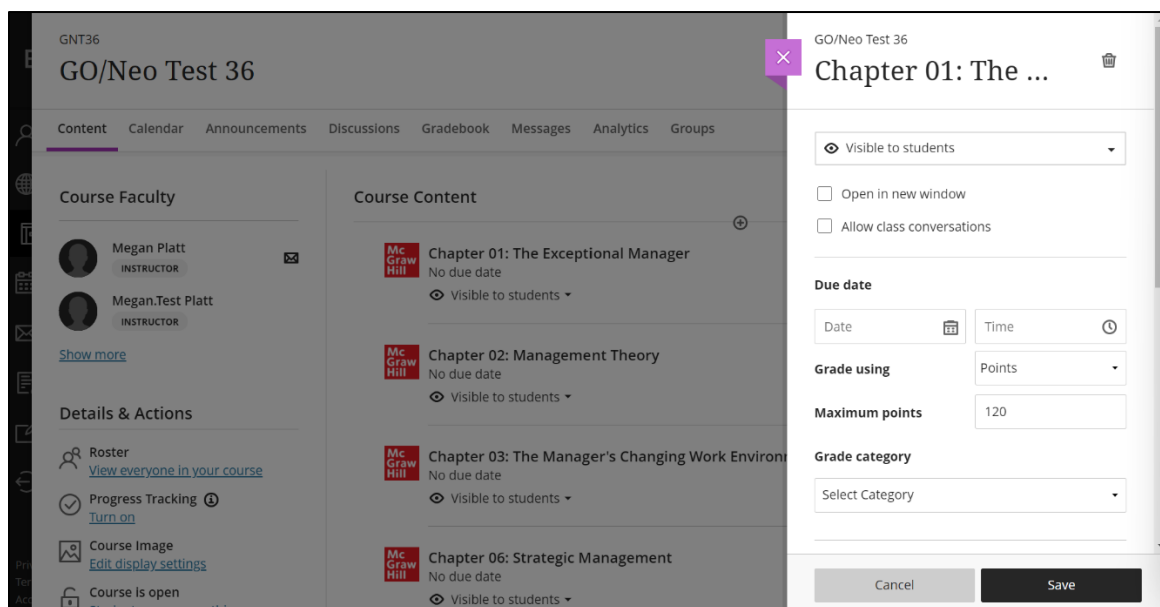 GNT36
GO/Neo Test 36
Content Calendar Announcements Discussions Gradebook Messages Analytics Groups
Course Faculty
Megan Platt
INSTRUCTOR
Megan.Test Platt
INSTRUCTOR
Show more
Details & Actions
Roster
View everyone in your course
Progress Tracking
Turn on
Course Image
Edit display settings
Course is open
Course Content
Mc
Graw
Hill
Chapter 01: The Exceptional Manager
No due date
Visible to students
Mc
Graw
Hill
Chapter 02: Management Theory
No due date
Visible to students
Mc
Graw
Hill
Chapter 03: The Manager's Changing Work
No due date
Visible to students
Mc
Graw
Hill
Chapter 06: Strategic Management
No due date
Visible to students
GO/Neo Test 36
Chapter 01: The ...
Visible to students
Open in new window
Allow class conversations
Due date
Date Time
Grade using Points
Maximum points 120
Grade category
Select Category
Cancel Save